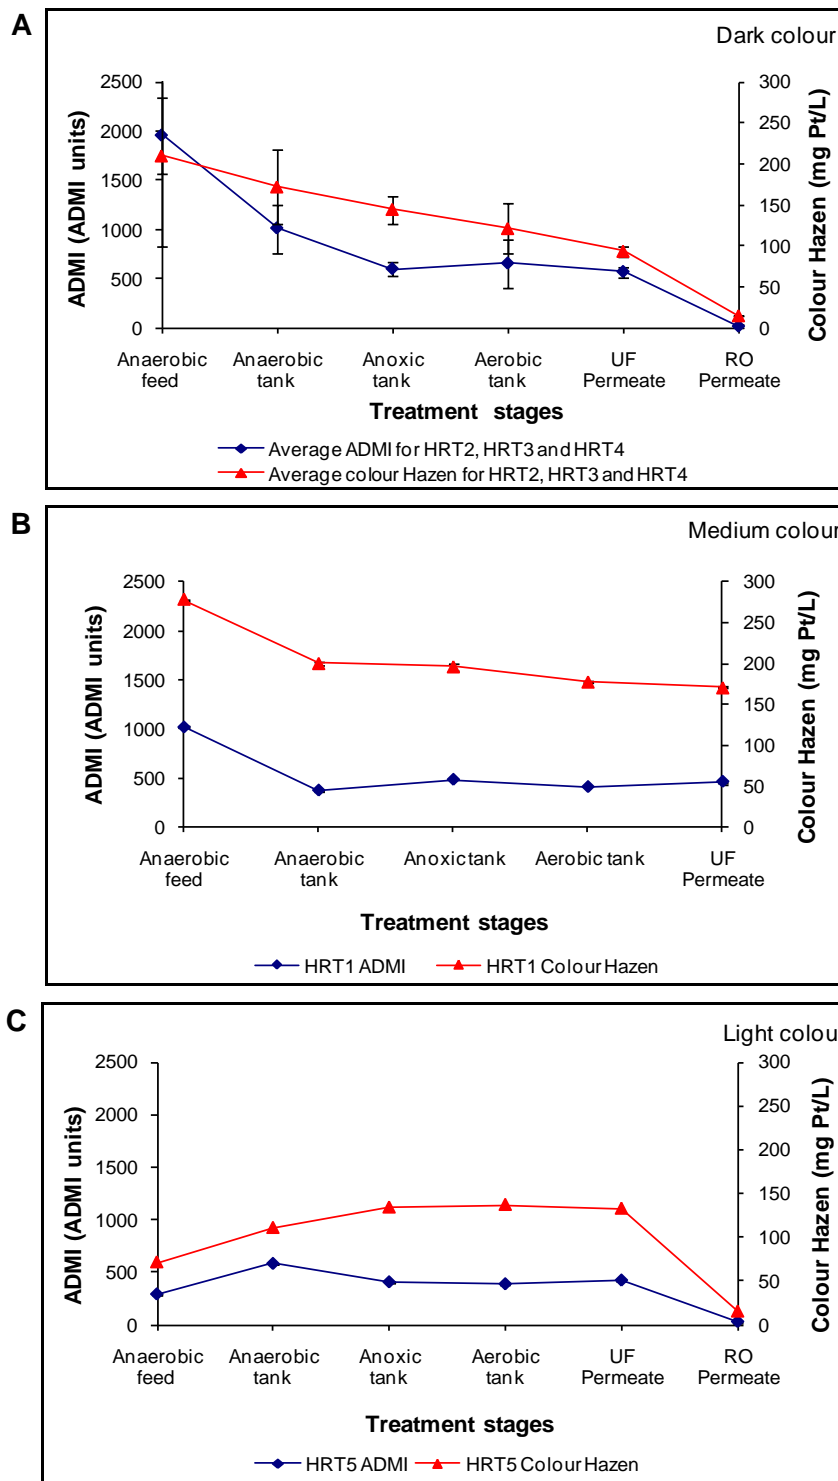 A
Dark colour
ADMI (ADMI units)
2500
2000
1500
1000
500
0
300
250
200
150
100
50
0
Colour Hazen (mg Pt/L)
Anaerobic feed
Anaerobic tank
Anoxic tank
Aerobic tank
UF Permeate
RO Permeate
Treatment stages
Average ADMI for HRT2, HRT3 and HRT4
Average colour Hazen for HRT2, HRT3 and HRT4
B
Medium colour
ADMI (ADMI units)
2500
2000
1500
1000
500
0
300
250
200
150
100
50
0
Colour Hazen (mg Pt/L)
Anaerobic feed
Anaerobic tank
Anoxic tank
Aerobic tank
UF Permeate
Treatment stages
HRT1 ADMI
HRT1 Colour Hazen
C
Light colou
ADMI (ADMI units)
2500
2000
1500
1000
500
0
300
250
200
150
100
50
0
Colour Hazen (mg Pt/L)
Anaerobic feed
Anaerobic tank
Anoxic tank
Aerobic tank
UF Permeate
RO Permeate
Treatment stages
HRT5 ADMI
HRT5 Colour Hazen